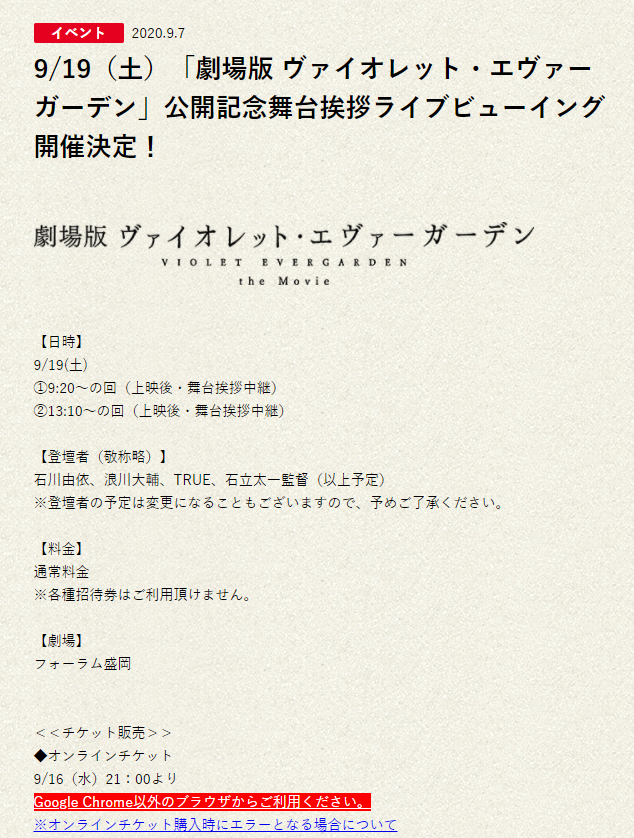 イベント 2020.9.7
9/19（土）「劇場版 ヴァイオレット・エヴァー
ガーデン」公開記念舞台挨拶ライブビューイング
開催決定！
劇場版 ヴァイオレット・エヴァーガーデン
VIOLET EVERGARDEN
the Movie
【日時】
9/19(土)
①9:20～の回（上映後・舞台挨拶中継）
②13:10～の回（上映後・舞台挨拶中継）
【登壇者（敬称略）】
石川由依、浪川大輔、TRUE、石立太一監督（以上予定）
※登壇者の予定は変更になることもございますので、予めご了承ください。
【料金】
通常料金
※各種招待券はご利用頂けません。
【劇場】
フォーラム盛岡
＜＜チケット販売＞＞
◆オンラインチケット
9/16（水）21：00より
Google Chrome以外のブラウザからご利用ください。
※オンラインチケット購入時にエラーとなる場合について